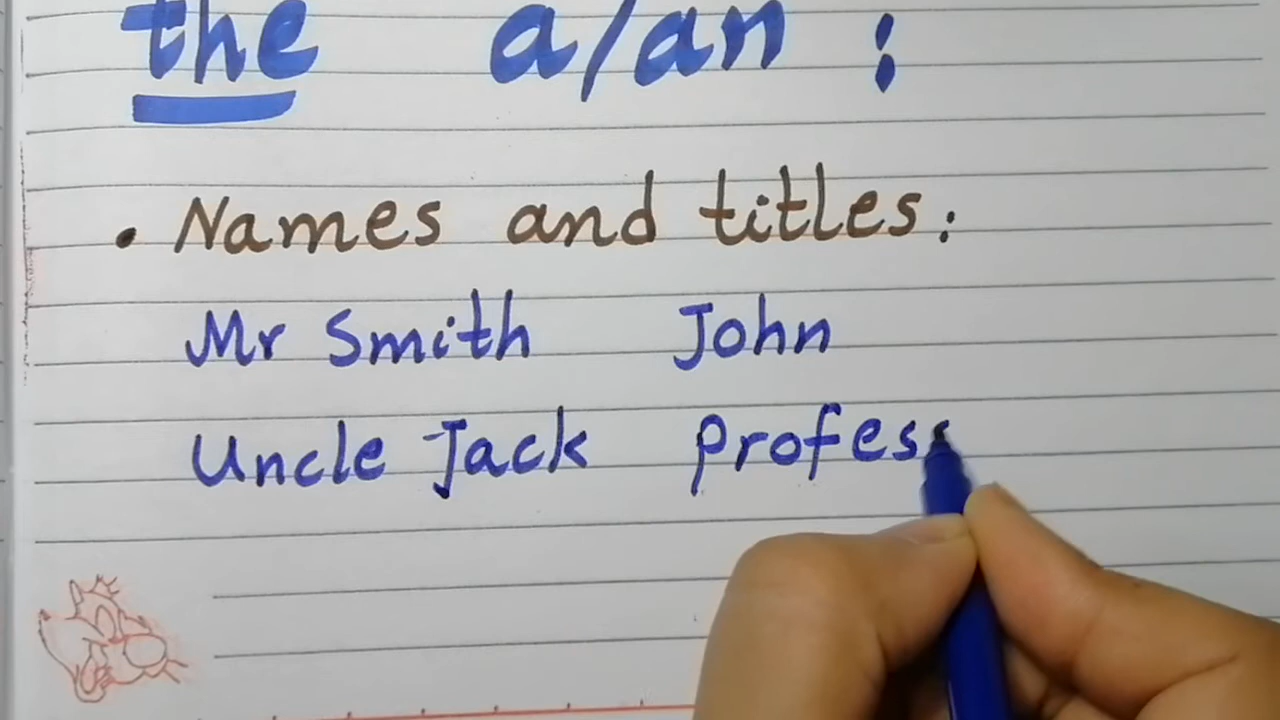 the a/an :
• Names and titles:
Mr Smith John
Uncle Jack Profess